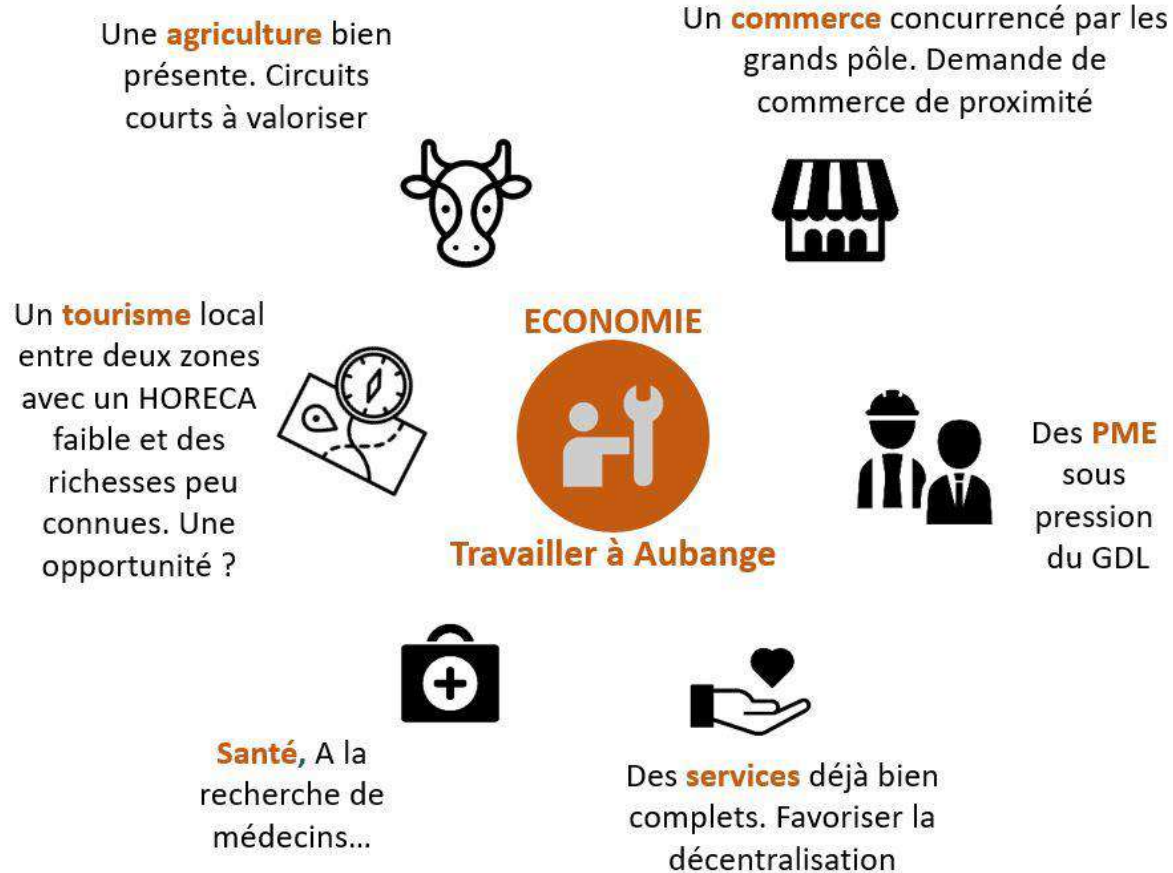 Une agriculture bien
présente. Circuits
courts à valoriser
Un commerce concurrencé par les
grands pôle. Demande de
commerce de proximité
Un tourisme local
entre deux zones
avec un HORECA
faible et des
richesses peu
connues. Une
opportunité ?
ECONOMIE
Travailler à Aubange
Des PME
sous
pression
du GDL
Santé, A la
recherche de
médecins...
Des services déjà bien
complets. Favoriser la
décentralisation